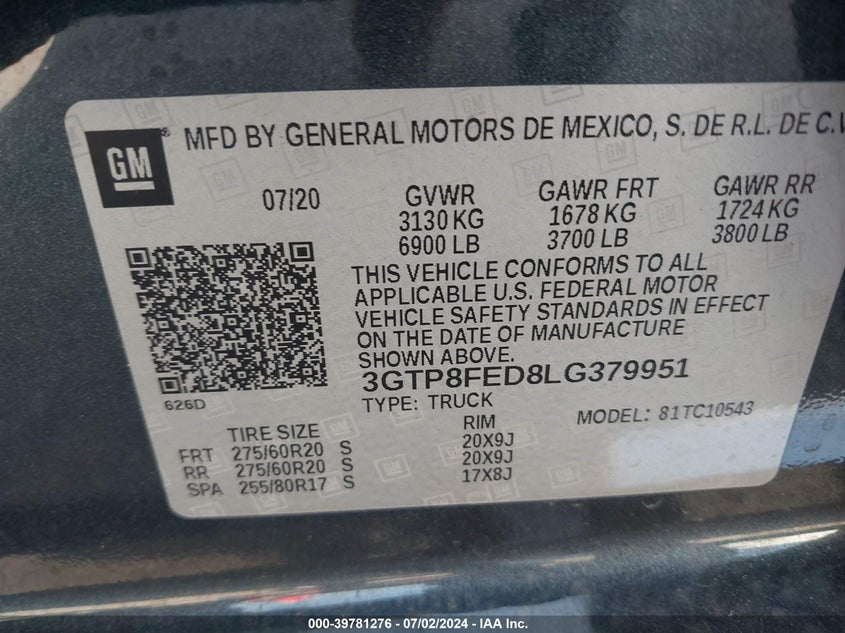 GM
MFD BY GENERAL MOTORS DE MEXICO, S. DE R.L. DE C.V
07/20
GVWR
3130 KG
6900 LB
GAWR FRT
1678 KG
3700 LB
GAWR RR
1724 KG
3800 LB
THIS VEHICLE CONFORMS TO ALL
APPLICABLE U.S. FEDERAL MOTOR
VEHICLE SAFETY STANDARDS IN EFFECT
ON THE DATE OF MANUFACTURE
SHOWN ABOVE.
3GTP8FED8LG379951
TYPE: TRUCK
MODEL: 81TC10543
626D
TIRE SIZE
RIM
FRT 275/60R20 S 20X9J
RR 275/60R20 S 20X9J
SPA 255/80R17 S 17X8J
000-39781276 - 07/02/2024 - IAA Inc.